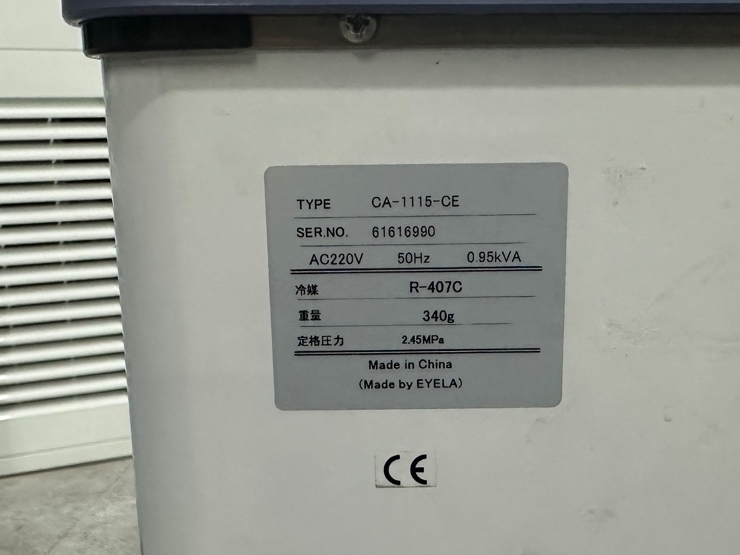 TYPE CA-1115-CE
SER.NO. 61616990
AC220V 50Hz 0.95kVA
冷媒 R-407C
重量 340g
定格圧力 2.45MPa
Made in China
(Made by EYELA)
CE